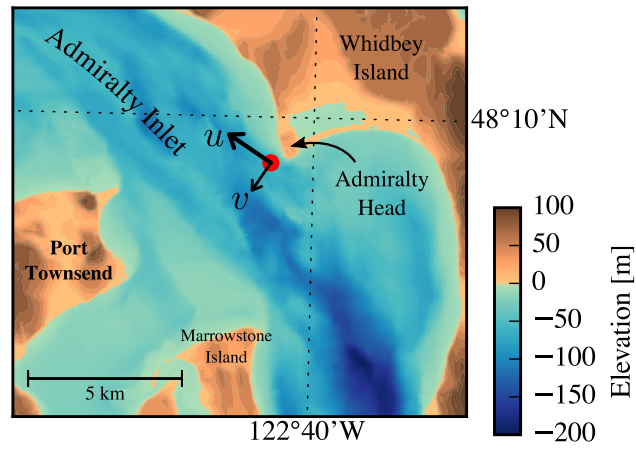 Admiralty Inlet
Whidbey
Island
48°10’N
u
v
Admiralty
Head
Port
Townsend
Marrowstone
Island
5 km
122°40’W
100
50
0
−50
−100
−150
−200
Elevation [m]